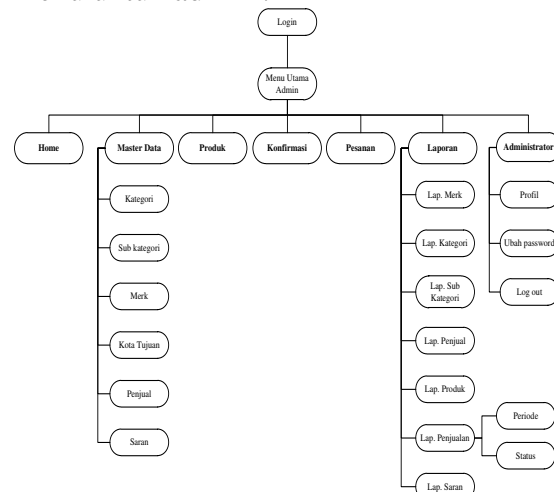 Login
Menu Utama
Admin
Home
Master Data
Produk
Konfirmasi
Pesanan
Laporan
Administrator
Kategori
Sub kategori
Merk
Kota Tujuan
Penjual
Saran
Lap. Merk
Lap. Kategori
Lap. Sub
Kategori
Lap. Penjual
Lap. Produk
Lap. Penjualan
Lap. Saran
Periode
Status
Profil
Ubah password
Log out